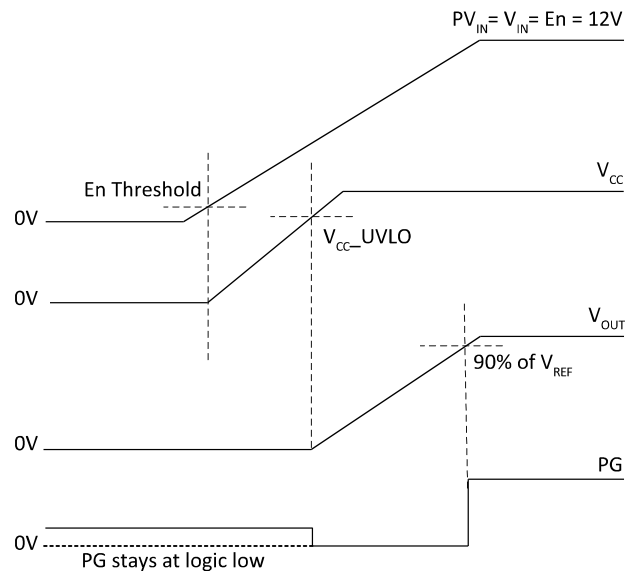 PV_IN = V_IN = En = 12V
V_CC
En Threshold
0V
V_CC_UVLO
0V
V_OUT
90% of V_REF
0V
PG
0V
PG stays at logic low